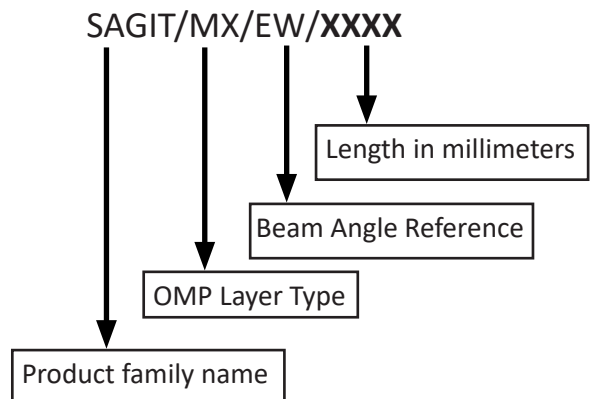 SAGIT/MX/EW/XXXX
Length in millimeters
Beam Angle Reference
OMP Layer Type
Product family name